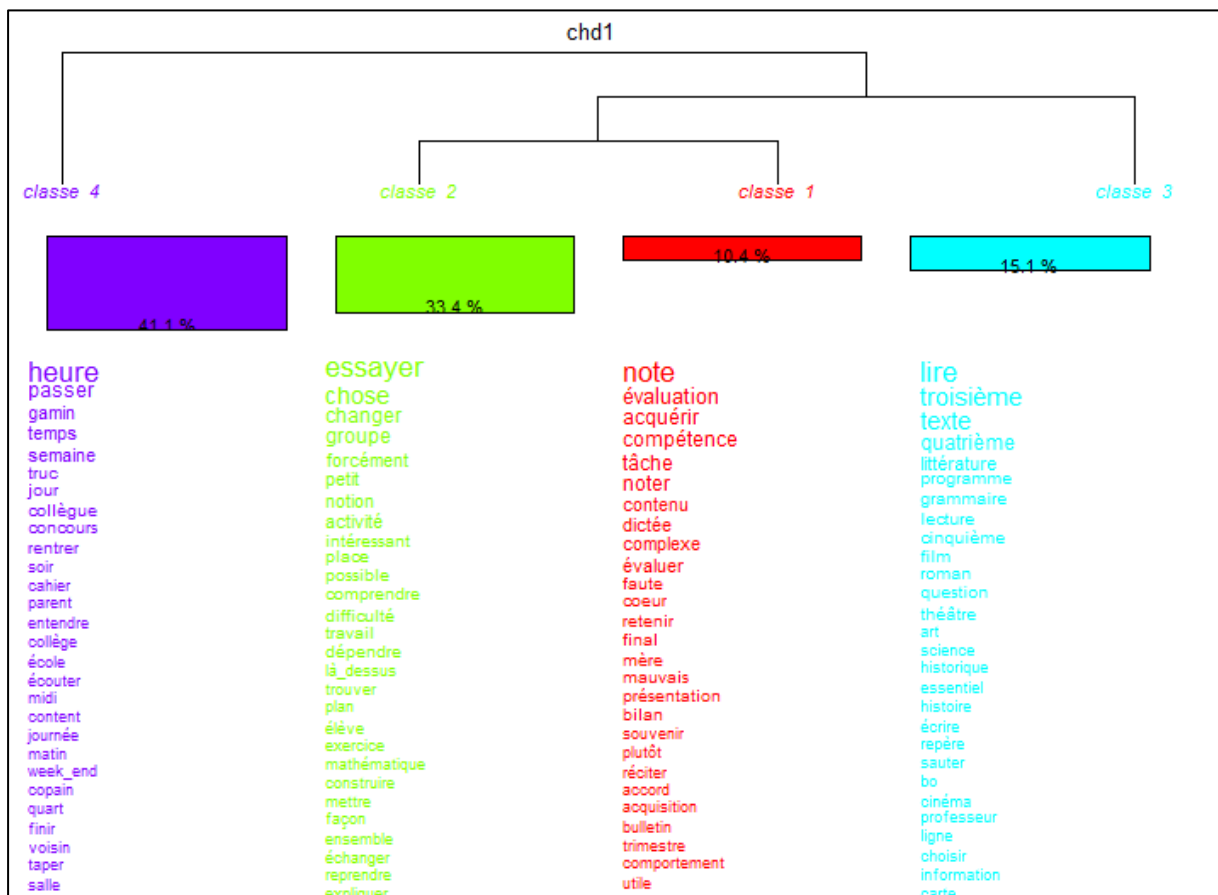 chd1
classe 4
classe 2
classe 1
classe 3
41.1 %
33.4 %
10.4 %
15.1 %
heure
passer
gamin
temps
semaine
truc
jour
collègue
concours
rentrer
soir
cahier
parent
entendre
collège
école
écouter
midi
content
journée
matin
week_end
copain
quart
finir
voisin
taper
salle
essayer
chose
changer
groupe
forcément
petit
notion
activité
intéressant
place
possible
comprendre
difficulté
travail
dépendre
là_dessus
trouver
plan
élève
exercice
mathématique
construire
mettre
façon
ensemble
échanger
reprendre
expliquer
note
évaluation
acquérir
compétence
tâche
noter
contenu
dictée
complexe
évaluer
faute
coeur
retenir
final
mère
mauvais
présentation
bilan
souvenir
plutôt
réciter
accord
acquisition
bulletin
trimestre
comportement
utile
lire
troisième
texte
quatrième
littérature
programme
grammaire
lecture
cinquième
film
roman
question
théâtre
art
science
historique
essentiel
histoire
écrire
repère
sauter
bo
cinéma
professeur
ligne
choisir
information
carte